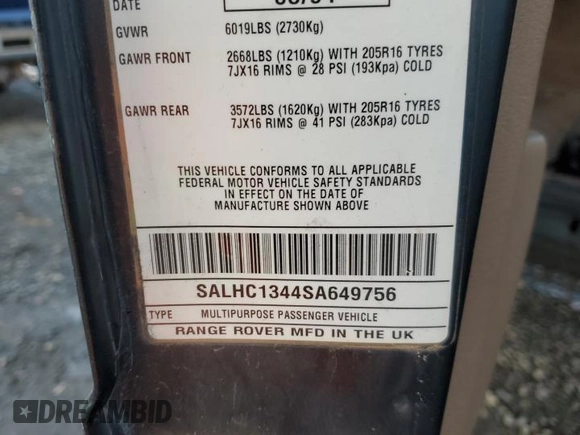 DATE
GVWR 6019LBS (2730Kg)
GAWR FRONT 2668LBS (1210Kg) WITH 205R16 TYRES
7JX16 RIMS @ 28 PSI (193Kpa) COLD
GAWR REAR 3572LBS (1620Kg) WITH 205R16 TYRES
7JX16 RIMS @ 41 PSI (283Kpa) COLD
THIS VEHICLE CONFORMS TO ALL APPLICABLE
FEDERAL MOTOR VEHICLE SAFETY STANDARDS
IN EFFECT ON THE DATE OF
MANUFACTURE SHOWN ABOVE
SALHC1344SA649756
TYPE MULTIPURPOSE PASSENGER VEHICLE
RANGE ROVER MFD IN THE UK
DREAMBID